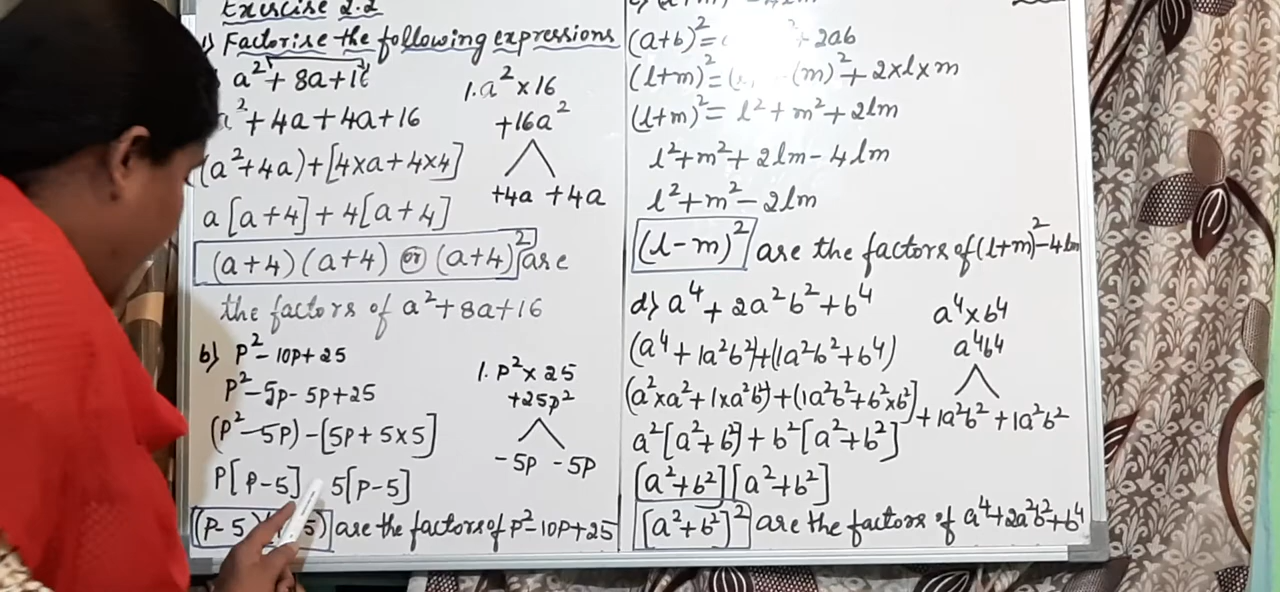 Exercise 2.2
1) Factorise the following expressions
a² + 8a + 16
1.a² × 16
² + 4a + 4a + 16
+16a²
(a² + 4a) + [4×a + 4×4]
+4a +4a
a [a+4] + 4[a+4]
(a+4) (a+4) or (a+4)² are
the factors of a² + 8a + 16
b) P² - 10P + 25
1. P² × 25
P² - 5P - 5P + 25
+25P²
(P² - 5P) - [5P + 5×5]
-5P -5P
P[P-5] 5[P-5]
(P-5) 5) are the factors of P² - 10P + 25
(a+b)² = ² + 2ab
(l+m)² = (m)² + 2×l×m
(l+m)² = l² + m² + 2lm
l² + m² + 2lm - 4lm
l² + m² - 2lm
(l-m)² are the factors of (l+m)² - 4lm
d) a⁴ + 2a²b² + b⁴
a⁴ × b⁴
(a⁴ + 1a²b²) + (1a²b² + b⁴)
a⁴b⁴
(a²×a² + 1×a²b²) + (1a²b² + b²×b²]
+1a²b² +1a²b²
a²[a²+b²] + b²[a²+b²]
[a²+b²][a²+b²]
[a²+b²]² are the factors of a⁴ + 2a²b² + b⁴